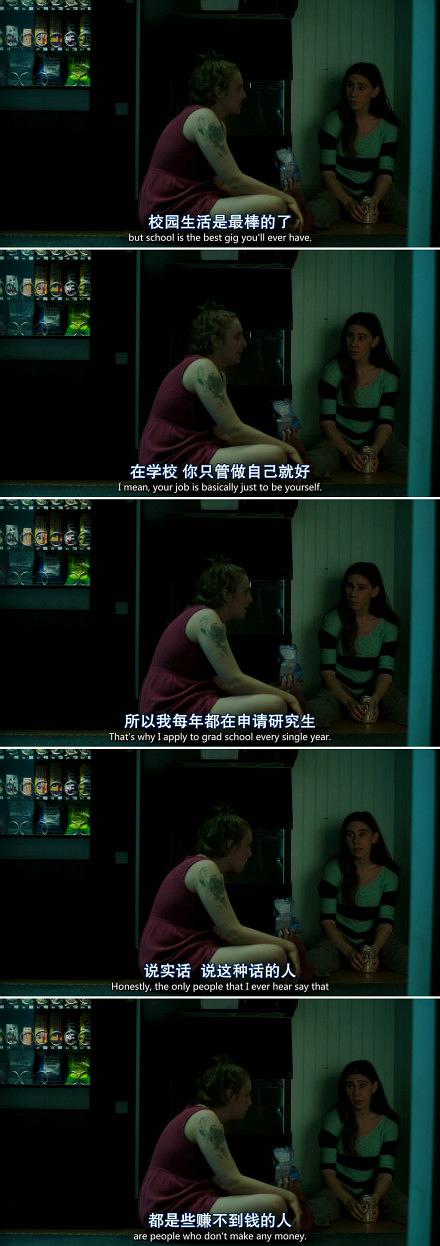 校园生活是最棒的了
but school is the best gig you'll ever have.
在学校 你只管做自己就好
I mean, your job is basically just to be yourself.
所以我每年都在申请研究生
That's why I apply to grad school every single year.
说实话 说这种话的人
Honestly, the only people that I ever hear say that
都是些赚不到钱的人
are people who don't make any money.